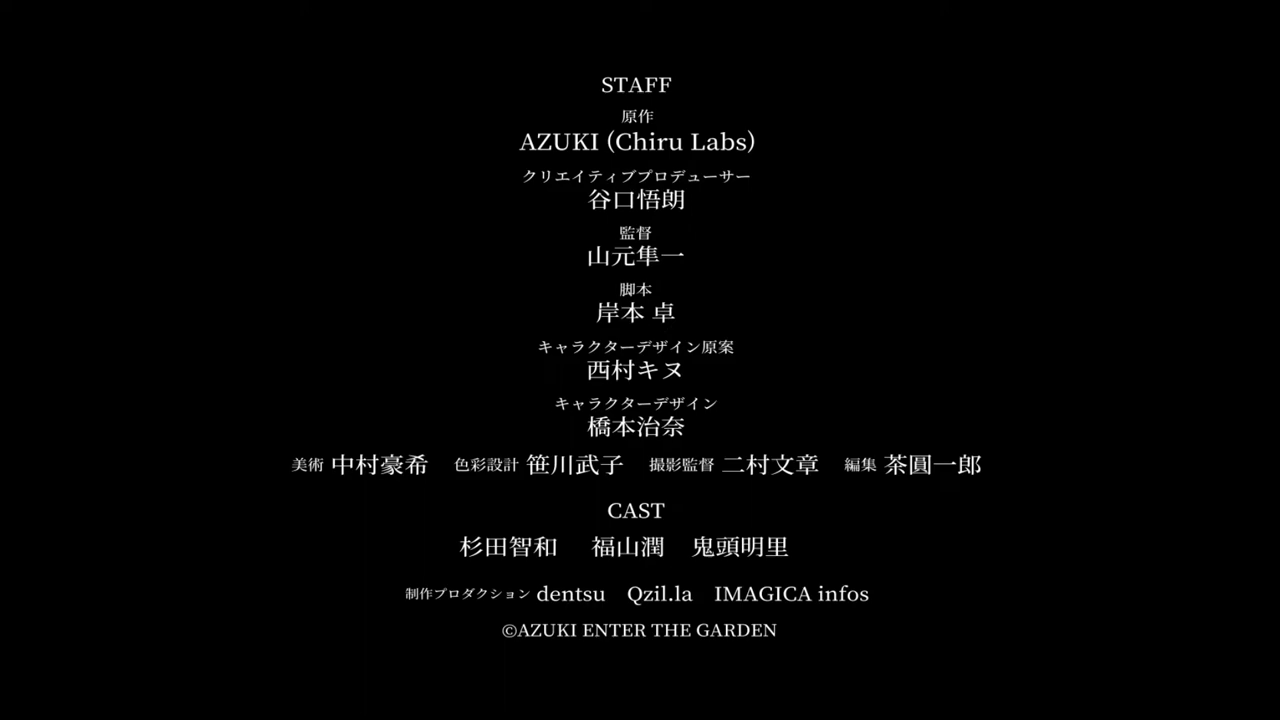 STAFF
原作
AZUKI (Chiru Labs)
クリエイティブプロデューサー
谷口悟朗
監督
山元隼一
脚本
岸本 卓
キャラクターデザイン原案
西村キヌ
キャラクターデザイン
橋本治奈
美術 中村豪希 色彩設計 笹川武子 撮影監督 二村文章 編集 茶圓一郎
CAST
杉田智和 福山潤 鬼頭明里
制作プロダクション dentsu Qzil.la IMAGICA infos
©AZUKI ENTER THE GARDEN